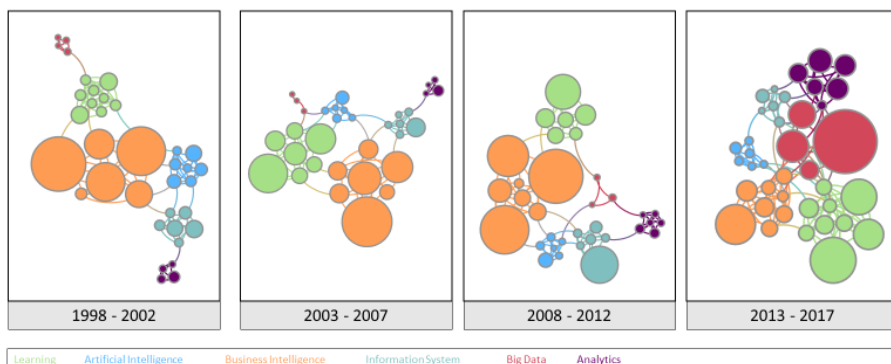 1998 - 2002
2003 - 2007
2008 - 2012
2013 - 2017
Learning Artificial Intelligence Business Intelligence Information System Big Data Analytics